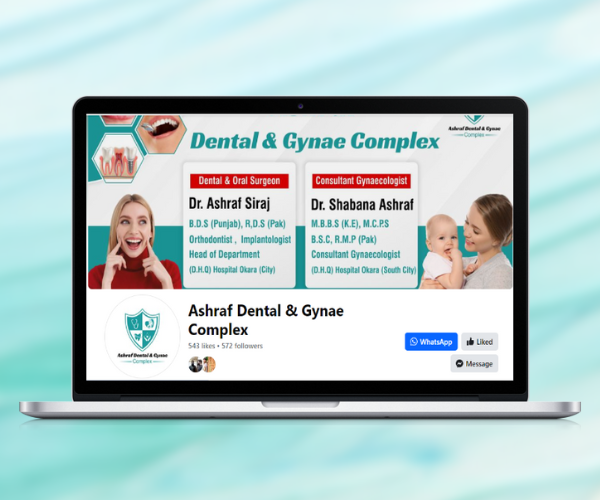 Dental & Gynae Complex
Ashraf Dental & Gynae
Complex
Dental & Oral Surgeon
Dr. Ashraf Siraj
B.D.S (Punjab), R,D.S (Pak)
Orthodontist , Implantologist
Head of Department
(D.H.Q) Hospital Okara (City)
Consultant Gynaecologist
Dr. Shabana Ashraf
M.B.B.S (K.E), M.C.P.S
B.S.C, R.M.P (Pak)
Consultant Gynaecologist
(D.H.Q) Hospital Okara (South City)
Ashraf Dental & Gynae
Complex
Ashraf Dental & Gynae
Complex
543 likes • 572 followers
WhatsApp
Liked
Message